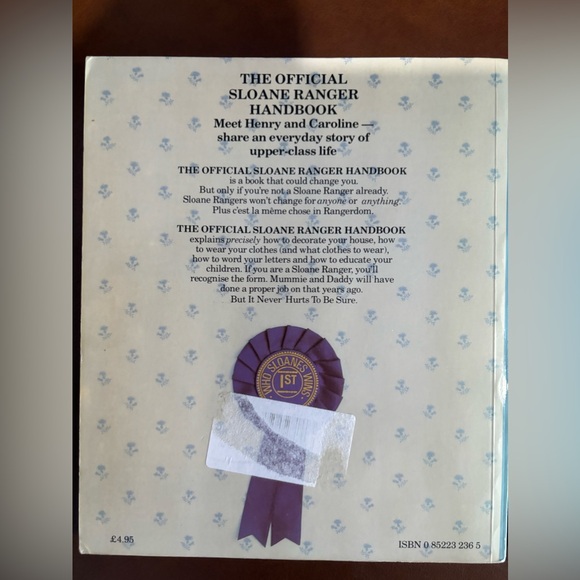 THE OFFICIAL
SLOANE RANGER
HANDBOOK
Meet Henry and Caroline —
share an everyday story of
upper-class life
THE OFFICIAL SLOANE RANGER HANDBOOK
is a book that could change you.
But only if you're not a Sloane Ranger already.
Sloane Rangers won't change for anyone or anything.
Plus c'est la même chose in Rangerdom.
THE OFFICIAL SLOANE RANGER HANDBOOK
explains precisely how to decorate your house, how
to wear your clothes (and what clothes to wear),
how to word your letters and how to educate your
children. If you are a Sloane Ranger, you'll
recognise the form. Mummie and Daddy will have
done a proper job on that years ago.
But It Never Hurts To Be Sure.
WHO SLOANES WINS
1ST
£4.95
ISBN 0 85223 236 5